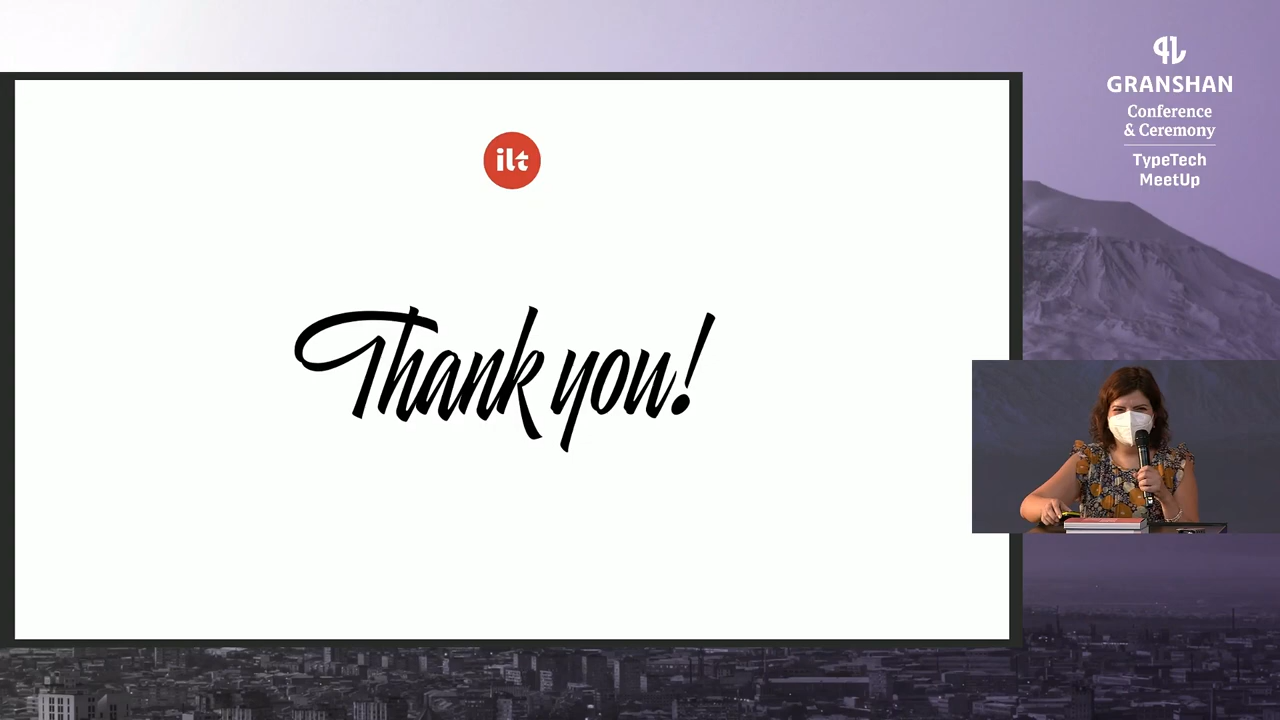 ilt
Thank you!
GRANSHAN
Conference
& Ceremony
TypeTech
MeetUp